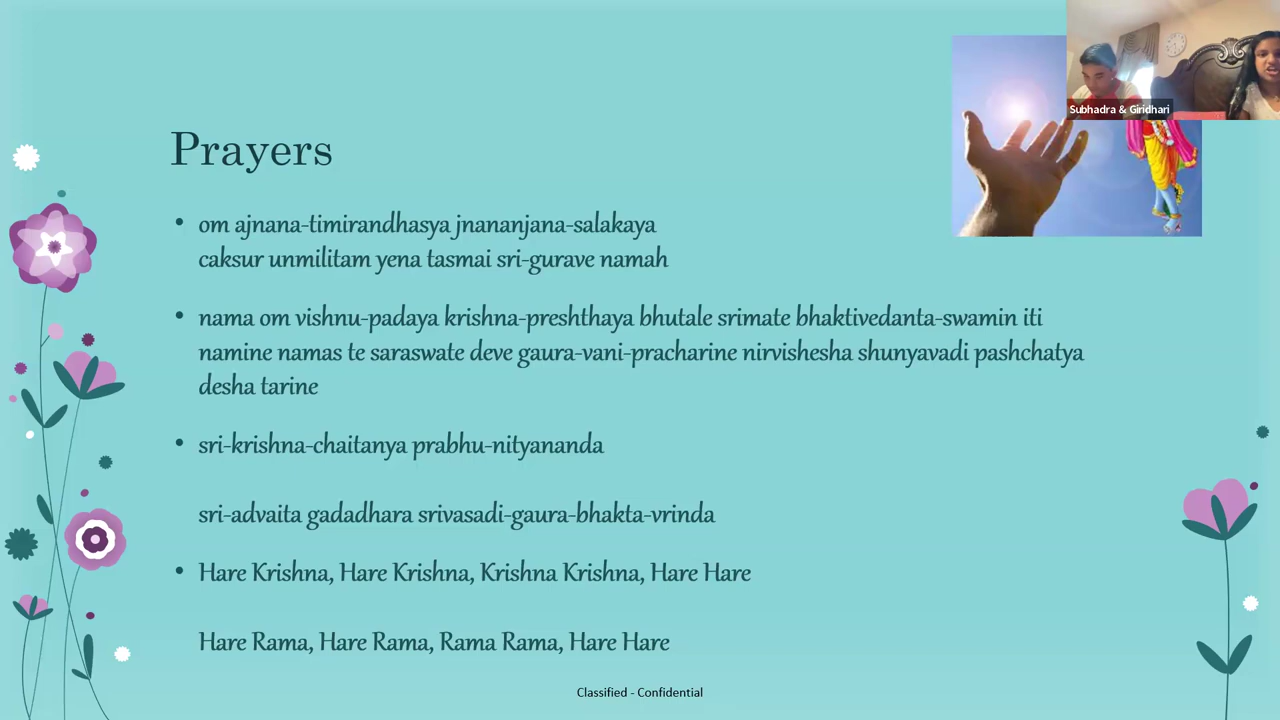 Subhadra & Giridhari
Prayers
• om ajnana-timirandhasya jnananjana-salakaya
caksur unmilitam yena tasmai sri-gurave namah
• nama om vishnu-padaya krishna-preshthaya bhutale srimate bhaktivedanta-swamin iti
namine namas te saraswate deve gaura-vani-pracharine nirvishesha shunyavadi pashchatya
desha tarine
• sri-krishna-chaitanya prabhu-nityananda
sri-advaita gadadhara srivasadi-gaura-bhakta-vrinda
• Hare Krishna, Hare Krishna, Krishna Krishna, Hare Hare
Hare Rama, Hare Rama, Rama Rama, Hare Hare
Classified - Confidential